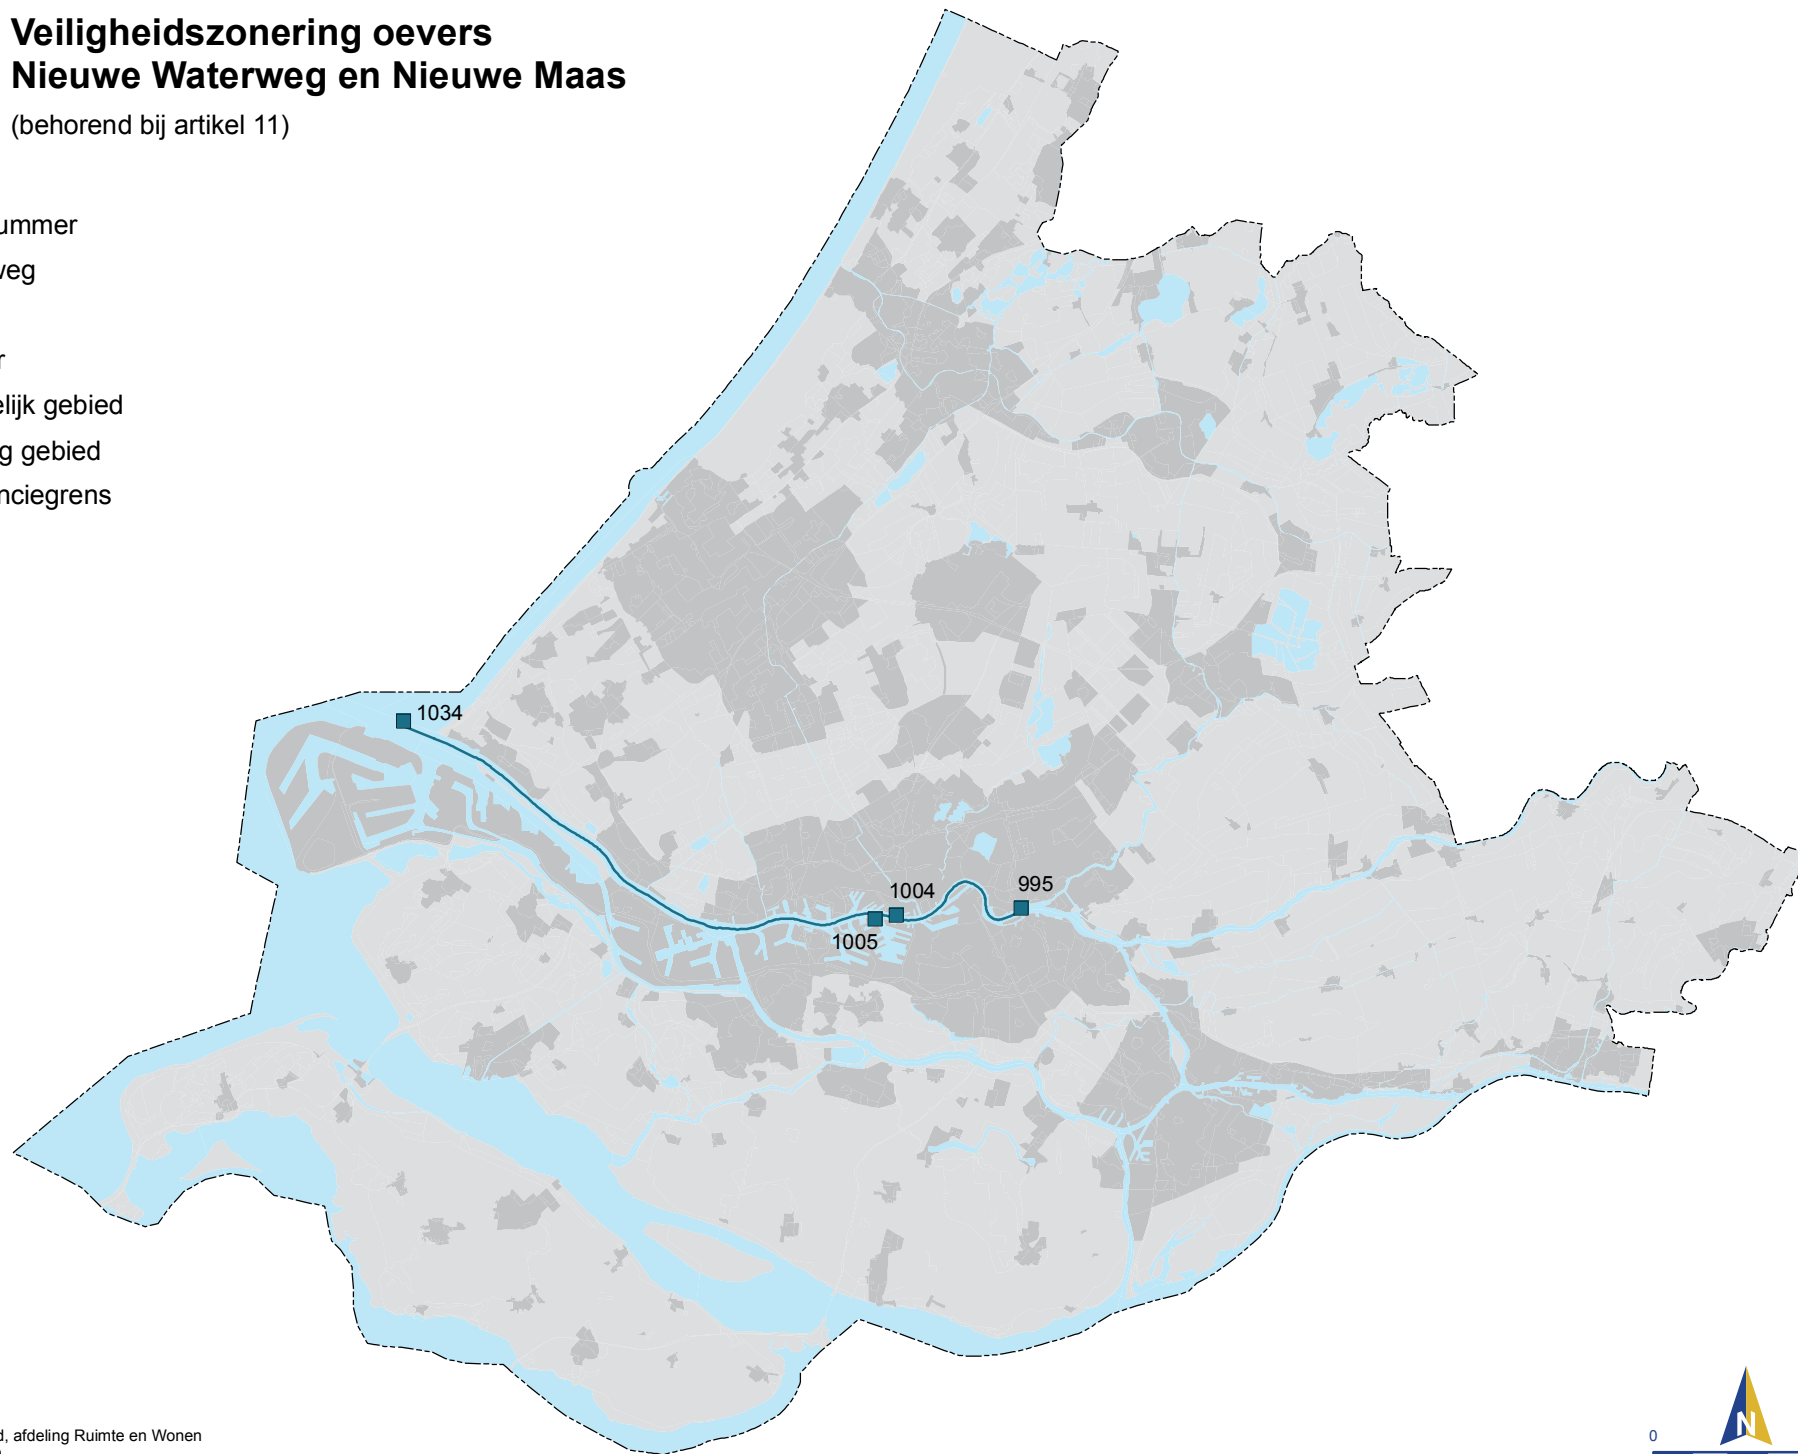 Veiligheidszonering oevers
Nieuwe Waterweg en Nieuwe Maas
(behorend bij artikel 11)
ummer
weg
r
elijk gebied
g gebied
nciegrens
1034
1004
995
1005
d, afdeling Ruimte en Wonen
N
0